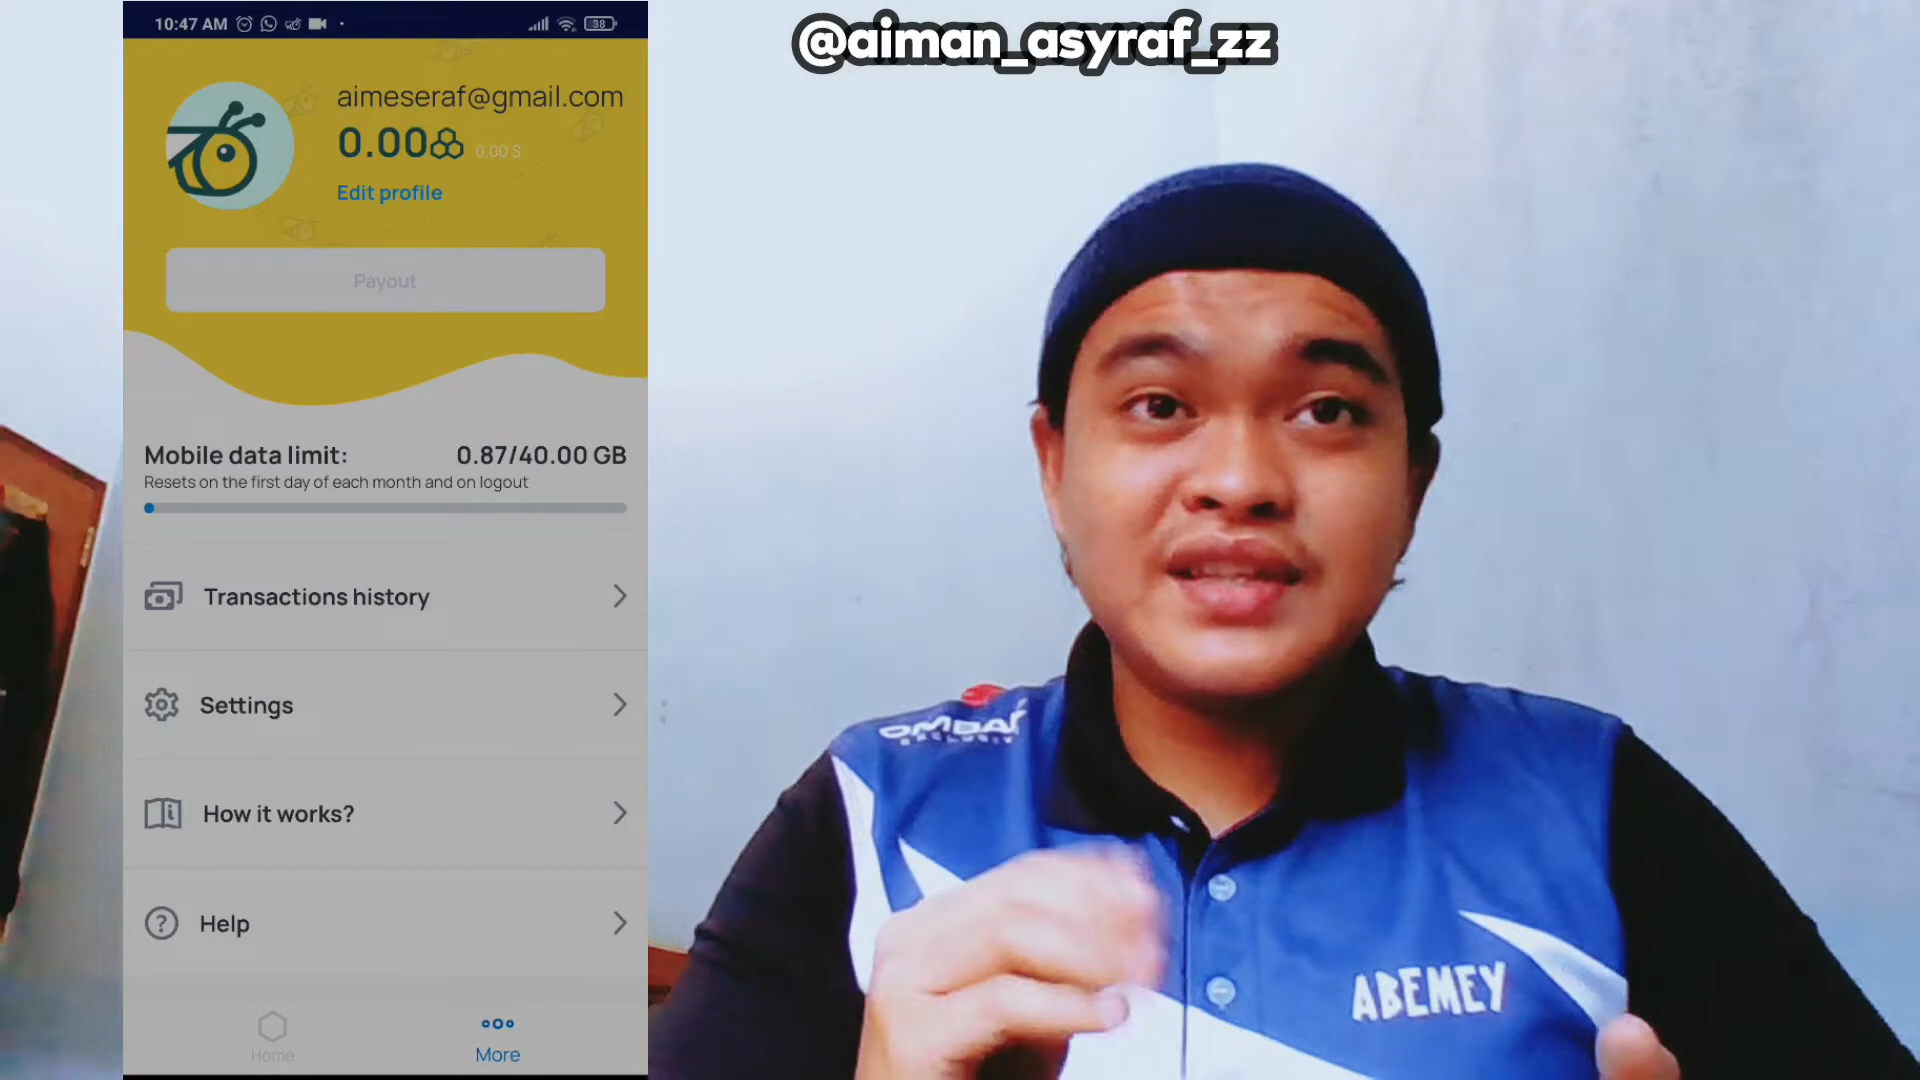 @aiman_asyraf_zz
10:47 AM
38
aimeseraf@gmail.com
0.00
0.00 $
Edit profile
Payout
Mobile data limit:
0.87/40.00 GB
Resets on the first day of each month and on logout
Transactions history
Settings
How it works?
Help
Home
More
ABEMEY